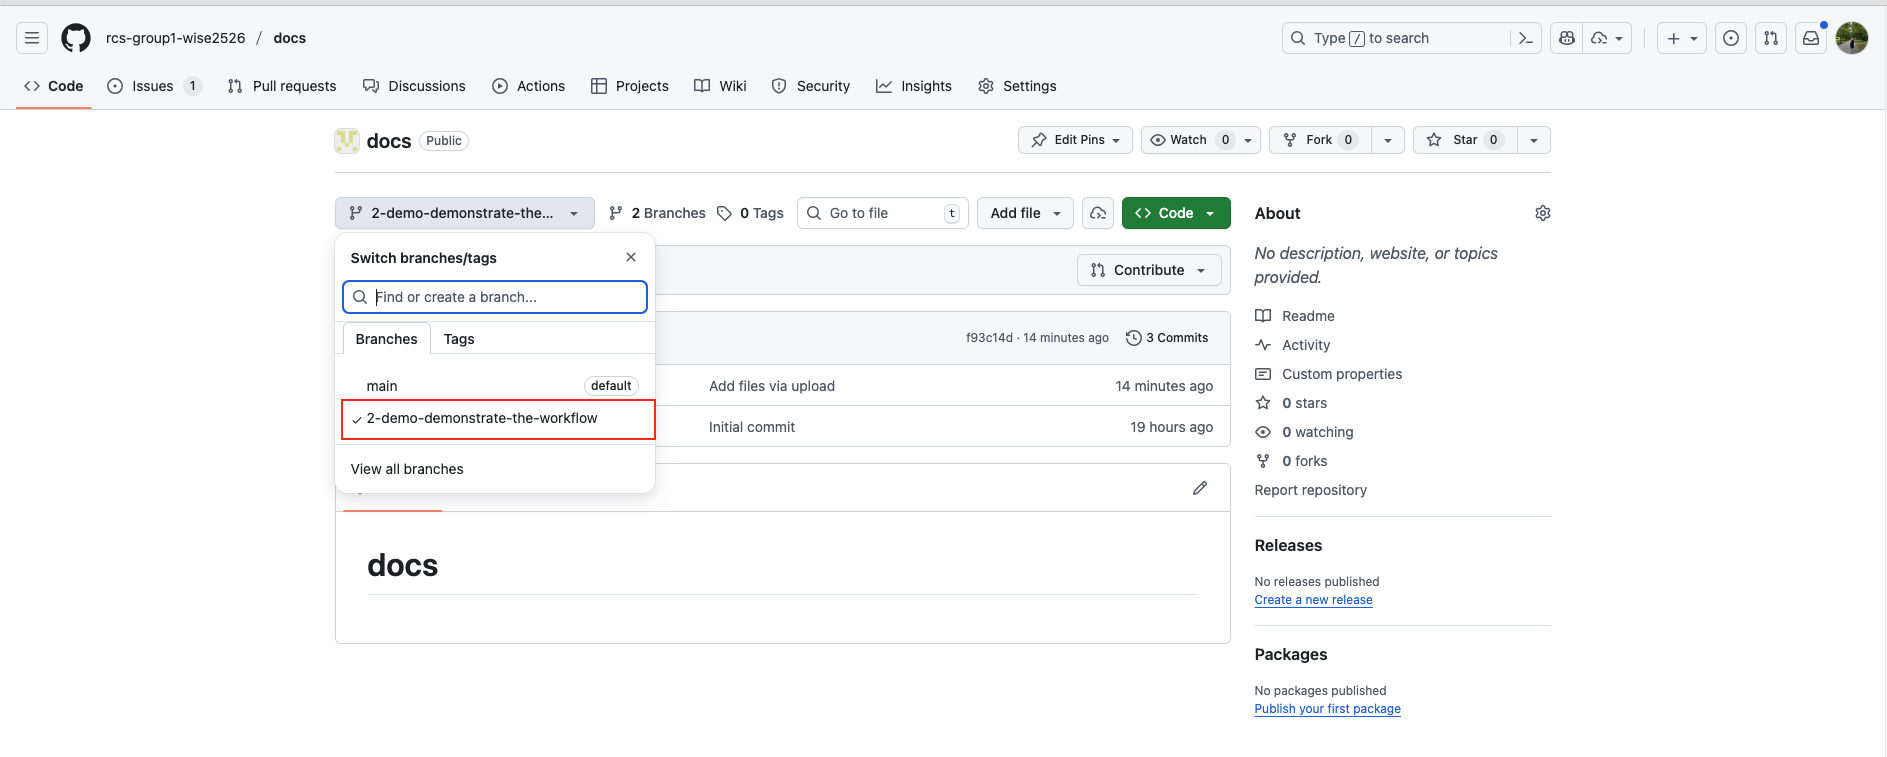 rcs-group1-wise2526 / docs
Type / to search
Code
Issues 1
Pull requests
Discussions
Actions
Projects
Wiki
Security
Insights
Settings
docs Public
Edit Pins
Watch 0
Fork 0
Star 0
2-demo-demonstrate-the...
2 Branches
0 Tags
Go to file t
Add file
Code
Switch branches/tags
Find or create a branch...
Branches
Tags
main default
2-demo-demonstrate-the-workflow
View all branches
Contribute
f93c14d · 14 minutes ago
3 Commits
Add files via upload
14 minutes ago
Initial commit
19 hours ago
docs
About
No description, website, or topics
provided.
Readme
Activity
Custom properties
0 stars
0 watching
0 forks
Report repository
Releases
No releases published
Create a new release
Packages
No packages published
Publish your first package